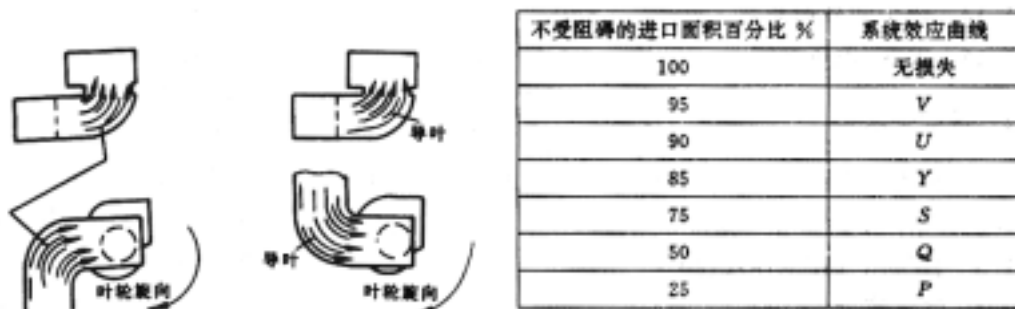 导叶
导叶
叶轮旋向
叶轮旋向
不受阻碍的进口面积百分比 % 系统效应曲线
100 无损失
95 V
90 U
85 Y
75 S
50 Q
25 P